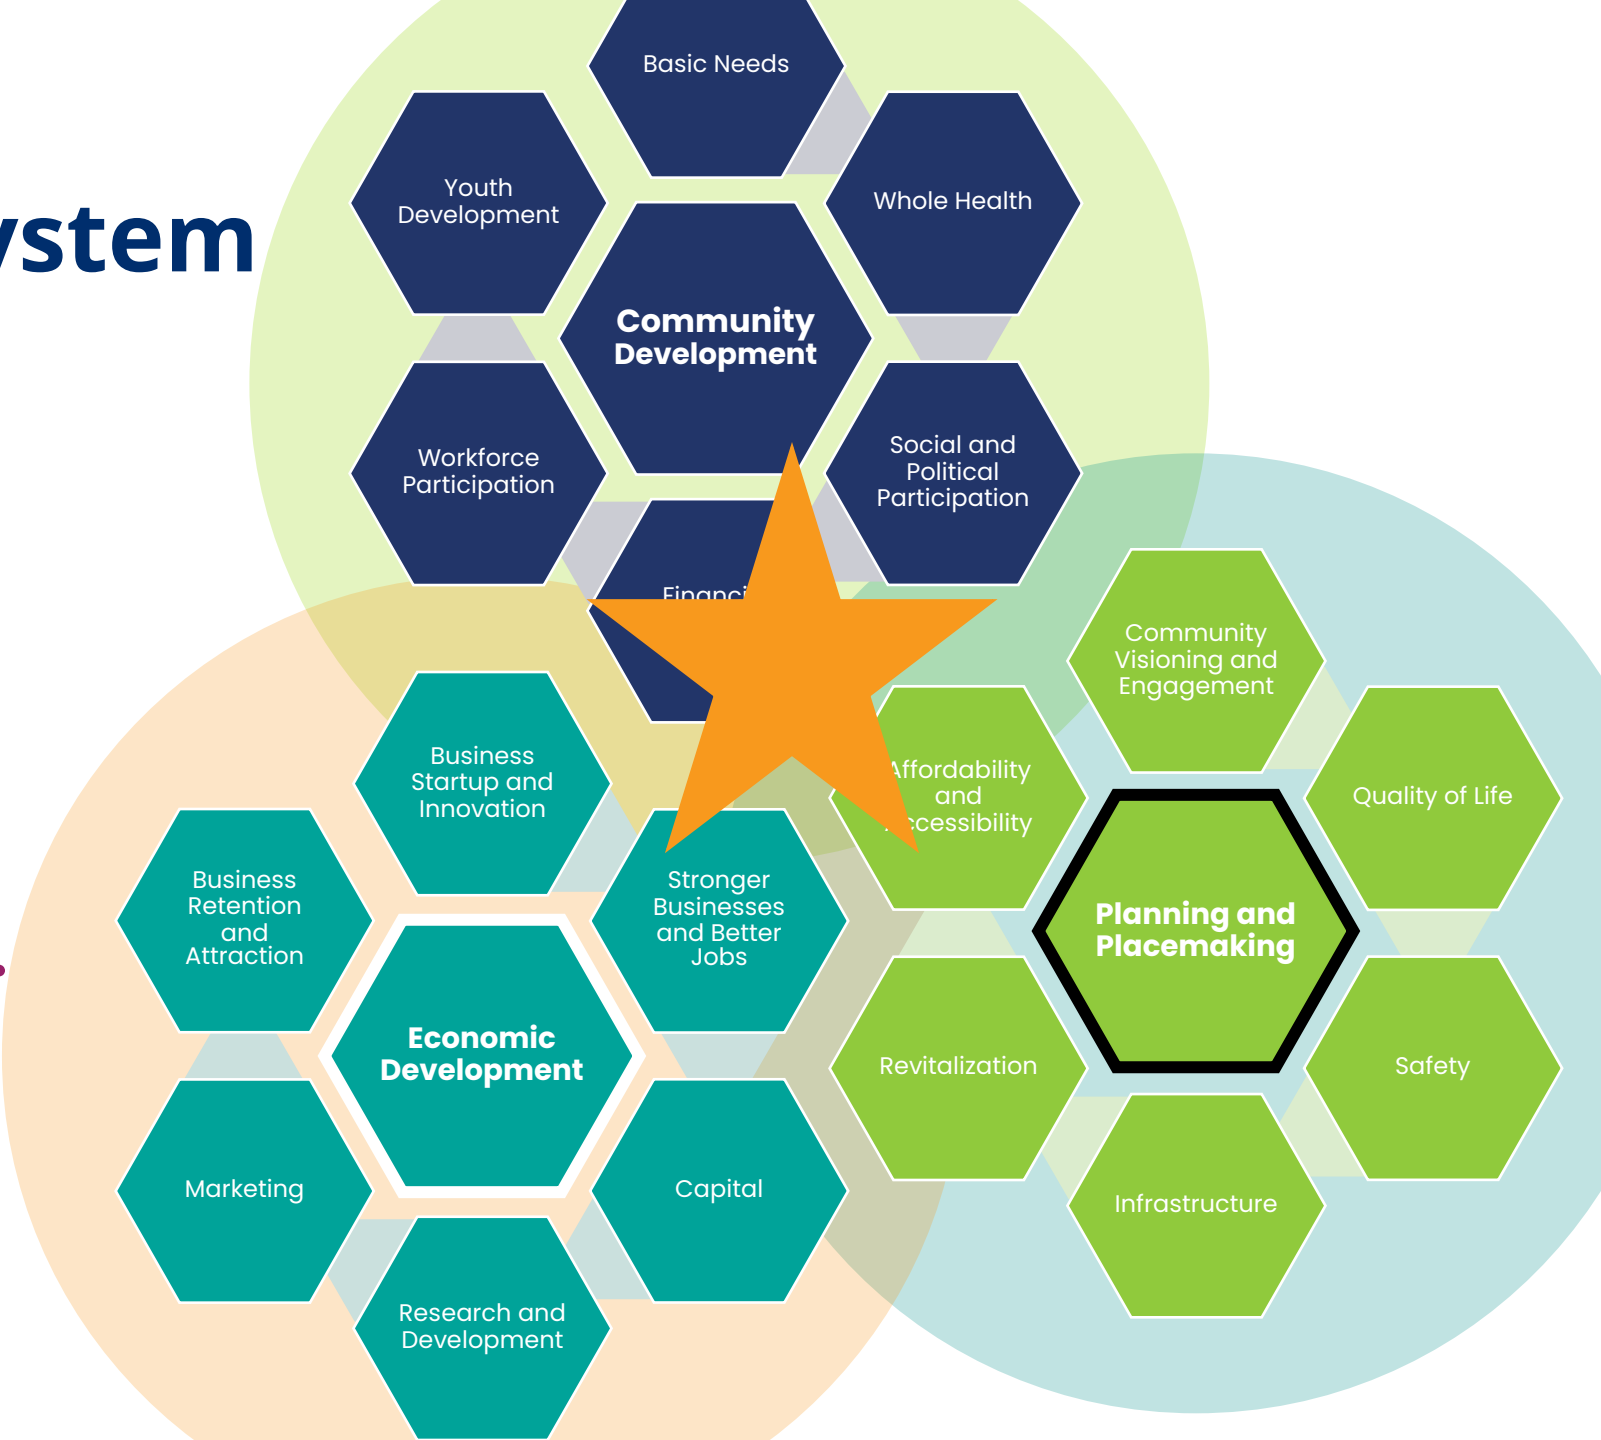 ystem
Basic Needs
Youth
Development
Whole Health
Community
Development
Workforce
Participation
Social and
Political
Participation
Community
Visioning and
Engagement
Affordability
and
Quality of Life
Business
Startup and
Innovation
Business
Retention
and
Attraction
Stronger
Businesses
and Better
Jobs
Planning and
Placemaking
Economic
Development
Revitalization
Safety
Marketing
Capital
Infrastructure
Research and
Development